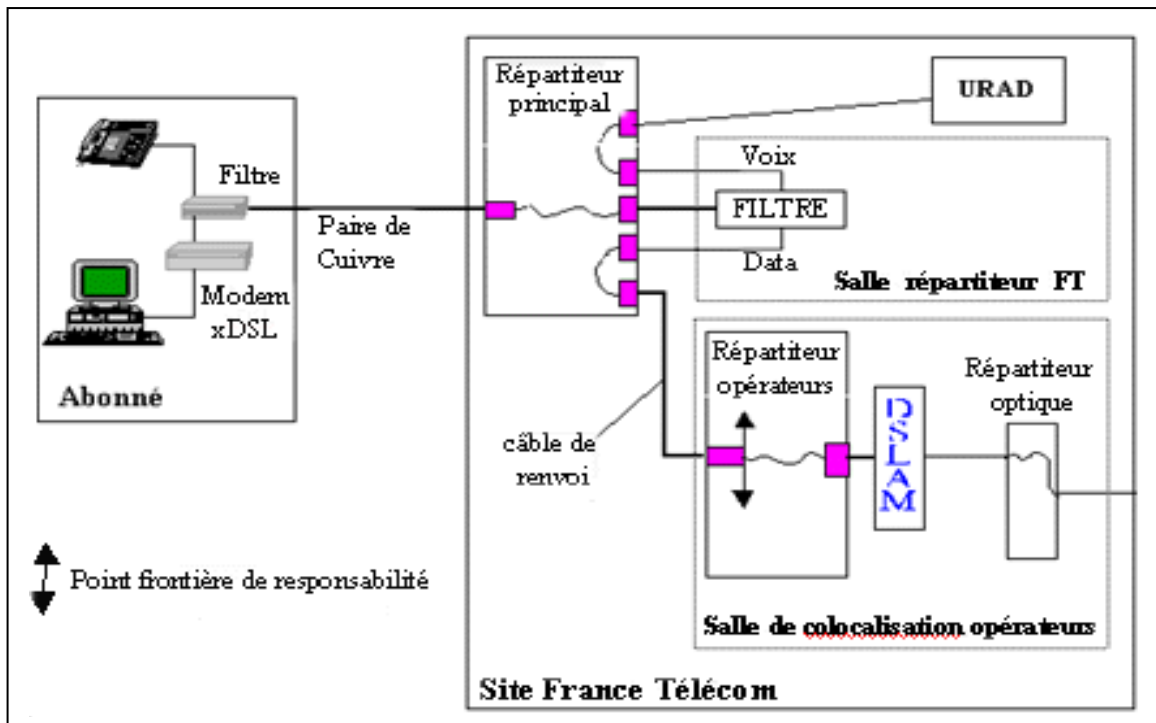 Répartiteur
principal
URAD
Filtre
Paire de
Cuivre
Modem
xDSL
Abonné
Voix
FILTRE
Data
Salle répartiteur FT
câble de
renvoi
Répartiteur
opérateurs
DSLAM
Répartiteur
optique
Salle de colocalisation opérateurs
Point frontière de responsabilité
Site France Télécom